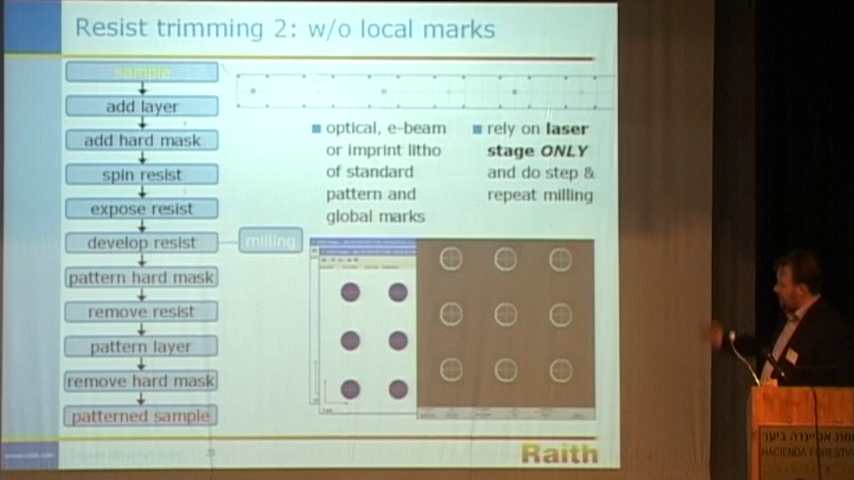 Resist trimming 2: w/o local marks
sample
add layer
add hard mask
spin resist
expose resist
develop resist
milling
pattern hard mask
remove resist
pattern layer
remove hard mask
patterned sample
optical, e-beam
or imprint litho
of standard
pattern and
global marks
rely on laser
stage ONLY
and do step &
repeat milling
Raith
HACIENDA FOREST